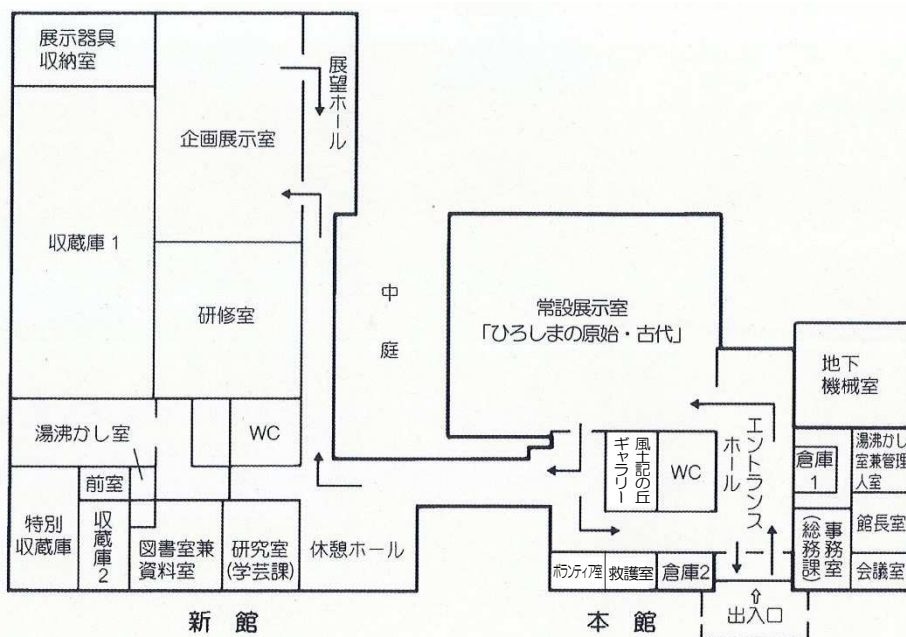 展示器具
収納室
企画展示室
展望ホール
収蔵庫 1
研修室
中庭
常設展示室
「ひろしまの原始・古代」
地下
機械室
湯沸かし室
WC
前室
特別
収蔵庫
収蔵庫 2
図書室兼
資料室
研究室
(学芸課)
休憩ホール
風土記の丘
ギャラリー
WC
エントランス
ホール
倉庫
1
湯沸かし
室兼管理
人室
事務室
(総務課)
館長室
会議室
ボランティア室
救護室
倉庫2
出入口
新館
本館